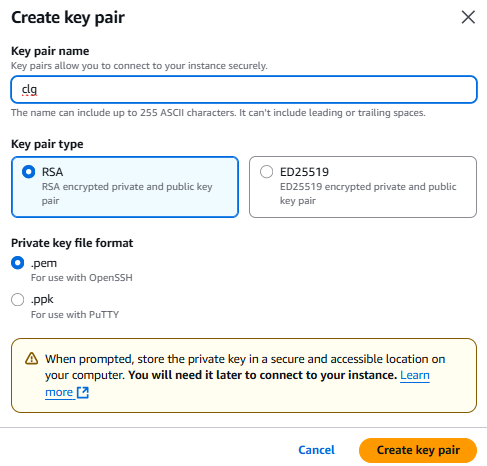 Create key pair
Key pair name
Key pairs allow you to connect to your instance securely.
clg
The name can include up to 255 ASCII characters. It can't include leading or trailing spaces.
Key pair type
RSA
RSA encrypted private and public key
pair
ED25519
ED25519 encrypted private and public
key pair
Private key file format
.pem
For use with OpenSSH
.ppk
For use with PuTTY
When prompted, store the private key in a secure and accessible location on
your computer. You will need it later to connect to your instance. Learn
more
Cancel
Create key pair